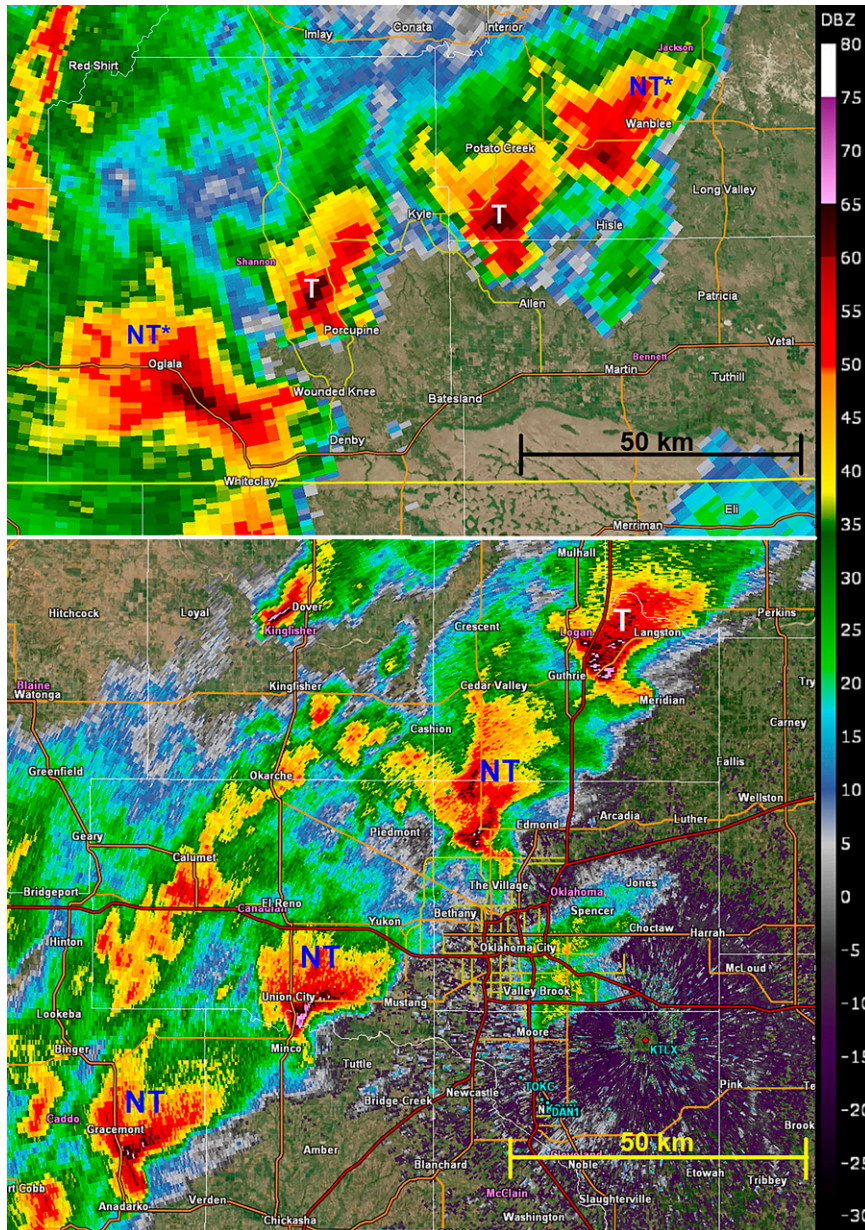 DBZ
80
75
70
65
60
55
50
45
40
35
30
25
20
15
10
5
0
-5
-10
-15
-20
-25
-30
Imlay
Conata
Interior
Red Shirt
Jackson
NT*
Wanblee
Potato Creek
Long Valley
Kyle
T
Hisle
Shannon
T
Patricia
Allen
Porcupine
NT*
Vetal
Oglala
Bennett
Martin
Tuthill
Wounded Knee
Batesland
Denby
50 km
Whiteclay
Eli
Merriman
Mulhall
Hitchcock
Loyal
Dover
Perkins
Kingfisher
Crescent
T
Logan
Langston
Blaine
Watonga
Kingfisher
Cedar Valley
Guthrie
Meridian
Carney
Cashion
Fallis
Greenfield
Okarche
NT
Wellston
Arcadia
Luther
Geary
Piedmont
Edmond
Calumet
Bridgeport
The Village
Jones
Canadian
El Reno
Oklahoma
Yukon
Bethany
Spencer
Choctaw
Hinton
Oklahoma City
Harrah
NT
McLoud
Union City
Mustang
Valley Brook
Lookeba
Moore
Binger
Minco
Tuttle
KTLX
NT
TOKC
Pink
Caddo
Bridge Creek
Newcastle
DAN1
Gracemont
Amber
50 km
Blanchard
Cleveland
Noble
Etowah
Tribbey
Anadarko
Verden
McClain
Slaughterville
Chickasha
Washington